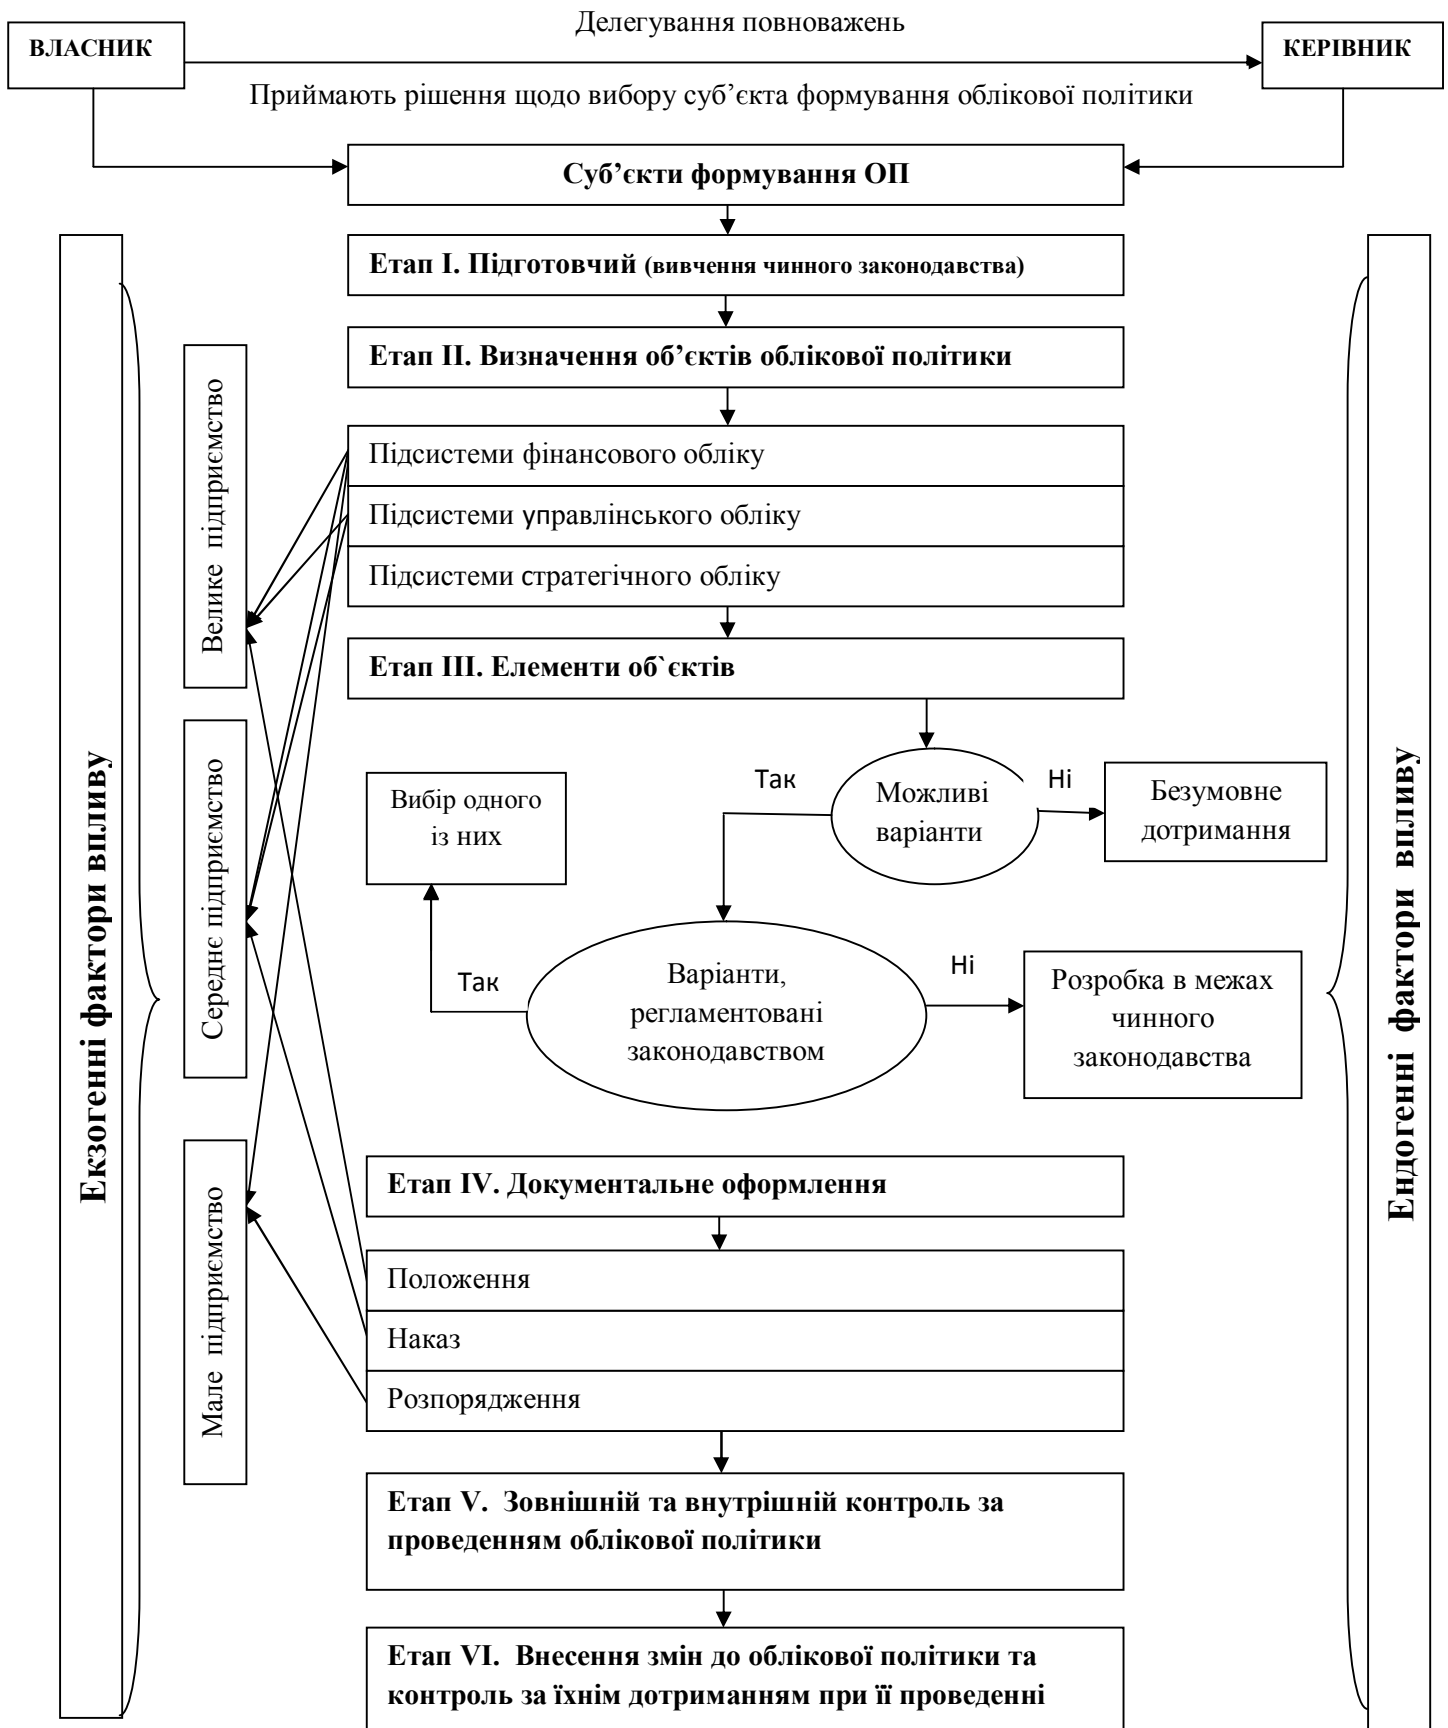 Делегування повноважень
ВЛАСНИК
КЕРІВНИК
Приймають рішення щодо вибору суб’єкта формування облікової політики
Суб’єкти формування ОП
Етап І. Підготовчий (вивчення чинного законодавства)
Етап ІІ. Визначення об’єктів облікової політики
Підсистеми фінансового обліку
Підсистеми управлінського обліку
Підсистеми стратегічного обліку
Етап ІІІ. Елементи об`єктів
Екзогенні фактори впливу
Велике підприємство
Середнє підприємство
Мале підприємство
Ендогенні фактори впливу
Можливі
варіанти
Так
Ні
Безумовне
дотримання
Вибір одного
із них
Варіанти,
регламентовані
законодавством
Так
Ні
Розробка в межах
чинного
законодавства
Етап IV. Документальне оформлення
Положення
Наказ
Розпорядження
Етап V. Зовнішній та внутрішній контроль за
проведенням облікової політики
Етап VI. Внесення змін до облікової політики та
контроль за їхнім дотриманням при її проведенні